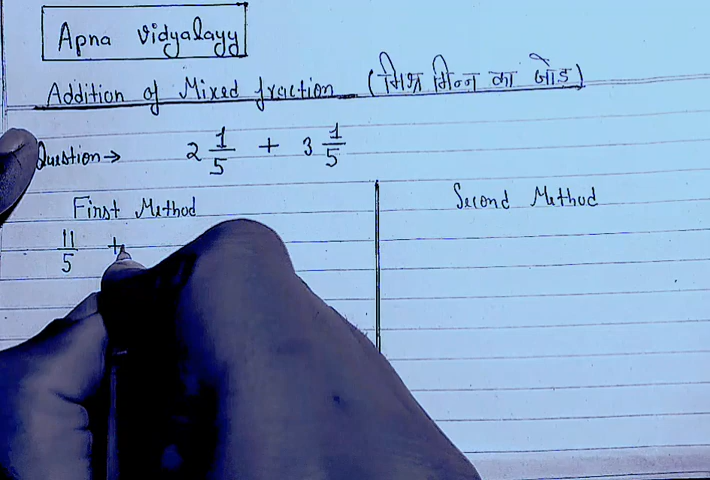 Apna Vidyalayy
Addition of Mixed fraction (मिश्र भिन्न का जोड)
Question → 2 1/5 + 3 1/5
First Method
Second Method
11/5 +